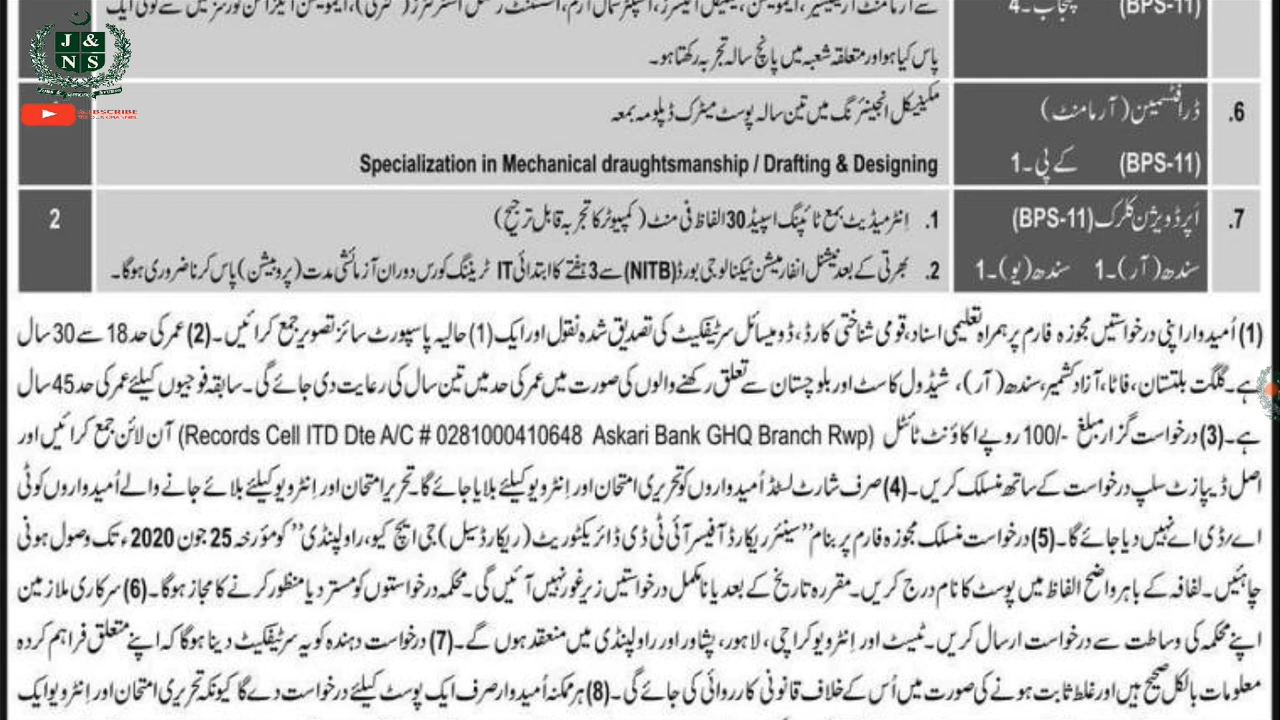 (BPS-11) پنجاب۔4
پاس کیا ہو اور متعلقہ شعبہ میں پانچ سالہ تجربہ رکھتا ہو۔
J & NS
SUBSCRIBE
6. ڈرافٹسمین (آرمامنٹ) مکینیکل انجینئرنگ میں تین سالہ پوسٹ میٹرک ڈپلومہ بمعہ
(BPS-11) کے پی۔1 Specialization in Mechanical draughtsmanship / Drafting & Designing
7. اَپر ڈویژن کلرک (BPS-11) 1. انٹرمیڈیٹ بمع ٹائپنگ اسپیڈ 30 الفاظ فی منٹ (کمپیوٹر کا تجربہ قابل ترجیح) 2
سندھ (آر)۔1 سندھ (یو)۔1 2. بھرتی کے بعد نیشنل انفارمیشن ٹیکنالوجی بورڈ (NITB) سے 3 ہفتے کا ابتدائی IT ٹریننگ کورس دوران آزمائشی مدت (پروبیشن) پاس کرنا ضروری ہوگا۔
(1) اُمیدوار اپنی درخواستیں مجوزہ فارم پر ہمراہ تعلیمی اسناد، قومی شناختی کارڈ، ڈومیسائل سرٹیفکیٹ کی تصدیق شدہ نقول اور ایک (1) حالیہ پاسپورٹ سائز تصویر جمع کرائیں۔ (2) عمر کی حد 18 سے 30 سال
ہے۔ گلگت بلتستان، فاٹا، آزاد کشمیر، سندھ (آر)، شیڈول کاسٹ اور بلوچستان سے تعلق رکھنے والوں کی صورت میں عمر کی حد میں تین سال کی رعایت دی جائے گی۔ سابقہ فوجیوں کیلئے عمر کی حد 45 سال
ہے۔ (3) درخواست گزار مبلغ -/100 روپے اکاؤنٹ ٹائٹل (Records Cell ITD Dte A/C # 0281000410648 Askari Bank GHQ Branch Rwp) آن لائن جمع کرائیں اور
اصل ڈیپازٹ سلپ درخواست کے ساتھ منسلک کریں۔ (4) صرف شارٹ لسٹڈ اُمیدواروں کو تحریری امتحان اور انٹرویو کیلئے بلایا جائے گا۔ تحریر امتحان اور انٹرویو کیلئے بلائے جانے والے اُمیدواروں کو ٹی
اے/ڈی اے نہیں دیا جائے گا۔ (5) درخواست منسلک مجوزہ فارم پر بنام ”سینئر ریکارڈ آفیسر آئی ٹی ڈی ڈائریکٹوریٹ (ریکارڈ سیل) جی ایچ کیو، راولپنڈی” کو مؤرخہ 25 جون 2020ء تک وصول ہونی
چاہئیں۔ لفافہ کے باہر واضح الفاظ میں پوسٹ کا نام درج کریں۔ مقررہ تاریخ کے بعد یا نامکمل درخواستیں زیرِ غور نہیں آئیں گی۔ محکمہ درخواستوں کو مسترد یا منظور کرنے کا مجاز ہوگا۔ (6) سرکاری ملازمین
اپنے محکمہ کی وساطت سے درخواست ارسال کریں۔ ٹیسٹ اور انٹرویو کراچی، لاہور، پشاور اور راولپنڈی میں منعقد ہوں گے۔ (7) درخواست دہندہ کو یہ سرٹیفکیٹ دینا ہوگا کہ اپنے متعلق فراہم کردہ
معلومات بالکل صحیح ہیں اور غلط ثابت ہونے کی صورت میں اُس کے خلاف قانونی کارروائی کی جائے گی۔ (8) ہر ممکنہ اُمیدوار صرف ایک پوسٹ کیلئے درخواست دے گا کیونکہ تحریری امتحان اور انٹرویو ایک